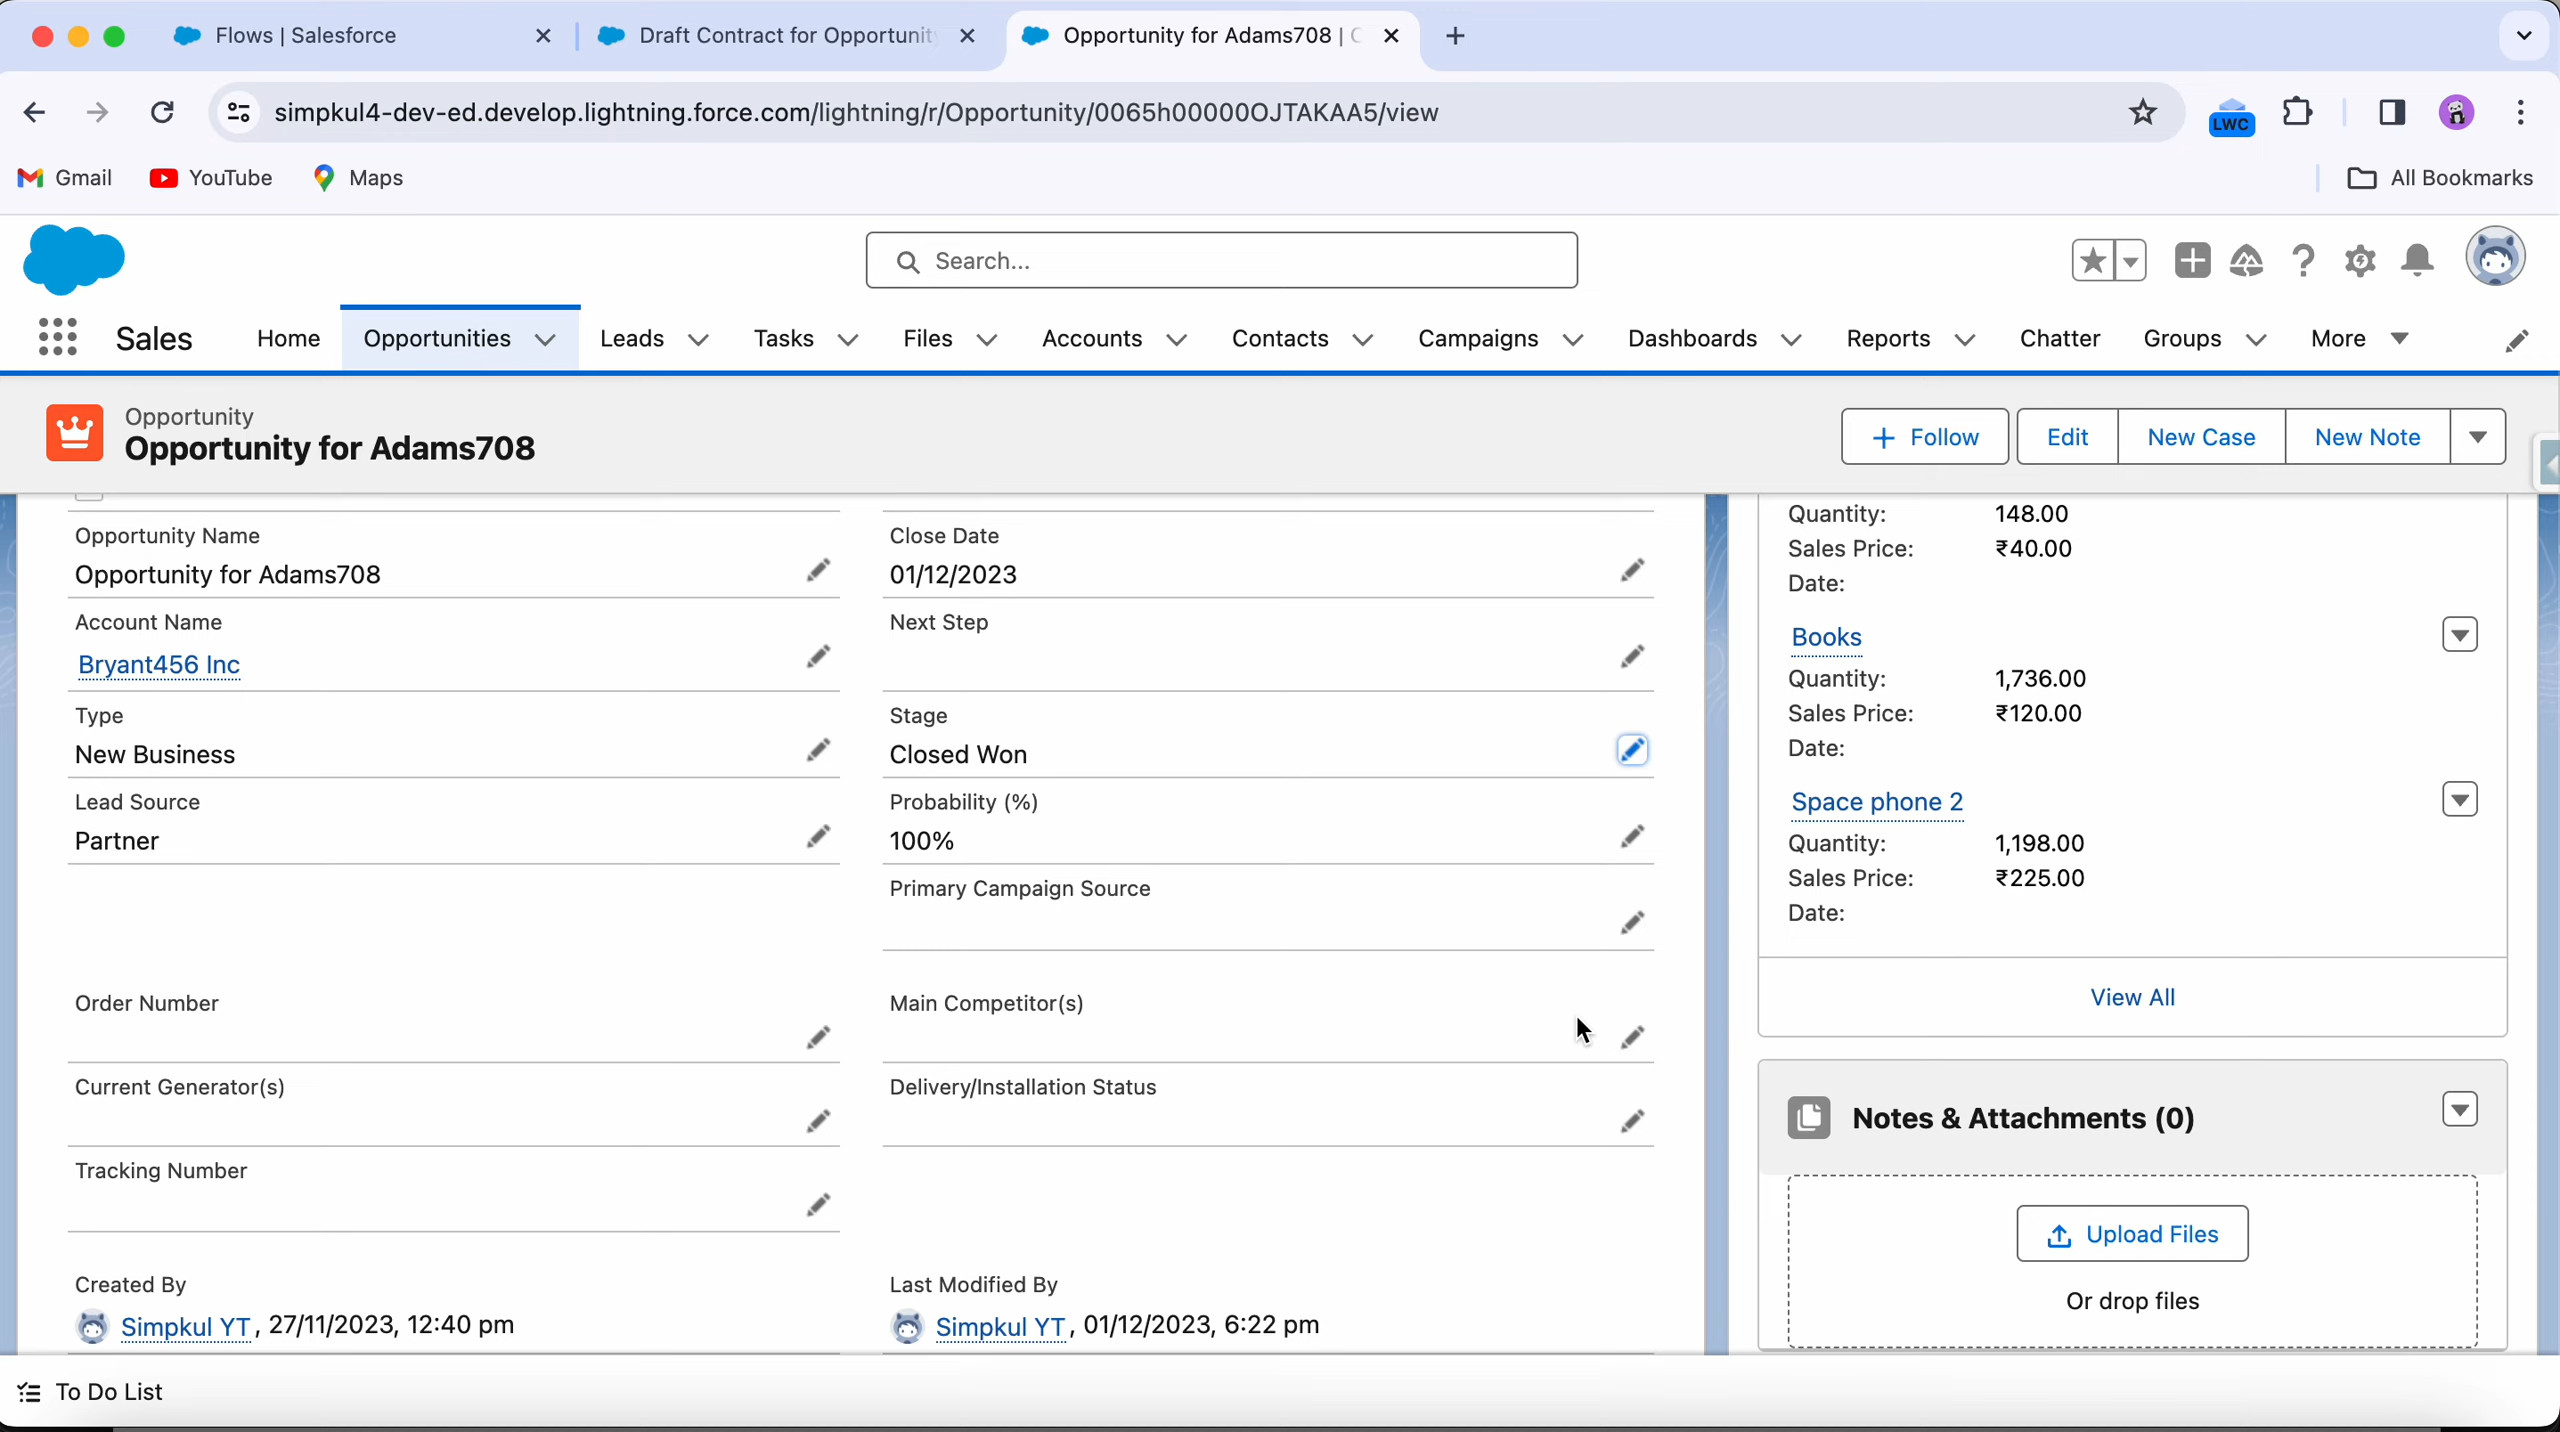 Flows | Salesforce
Draft Contract for Opportunit
Opportunity for Adams708 | C
simpkul4-dev-ed.develop.lightning.force.com/lightning/r/Opportunity/0065h00000OJTAKAA5/view
LWC
Gmail
YouTube
Maps
All Bookmarks
Search...
Sales
Home
Opportunities
Leads
Tasks
Files
Accounts
Contacts
Campaigns
Dashboards
Reports
Chatter
Groups
More
Opportunity
Opportunity for Adams708
Follow
Edit
New Case
New Note
Opportunity Name
Opportunity for Adams708
Close Date
01/12/2023
Account Name
Bryant456 Inc
Next Step
Type
New Business
Stage
Closed Won
Lead Source
Partner
Probability (%)
100%
Primary Campaign Source
Order Number
Main Competitor(s)
Current Generator(s)
Delivery/Installation Status
Tracking Number
Created By
Simpkul YT, 27/11/2023, 12:40 pm
Last Modified By
Simpkul YT, 01/12/2023, 6:22 pm
Quantity: 148.00
Sales Price: ₹40.00
Date:
Books
Quantity: 1,736.00
Sales Price: ₹120.00
Date:
Space phone 2
Quantity: 1,198.00
Sales Price: ₹225.00
Date:
View All
Notes & Attachments (0)
Upload Files
Or drop files
To Do List